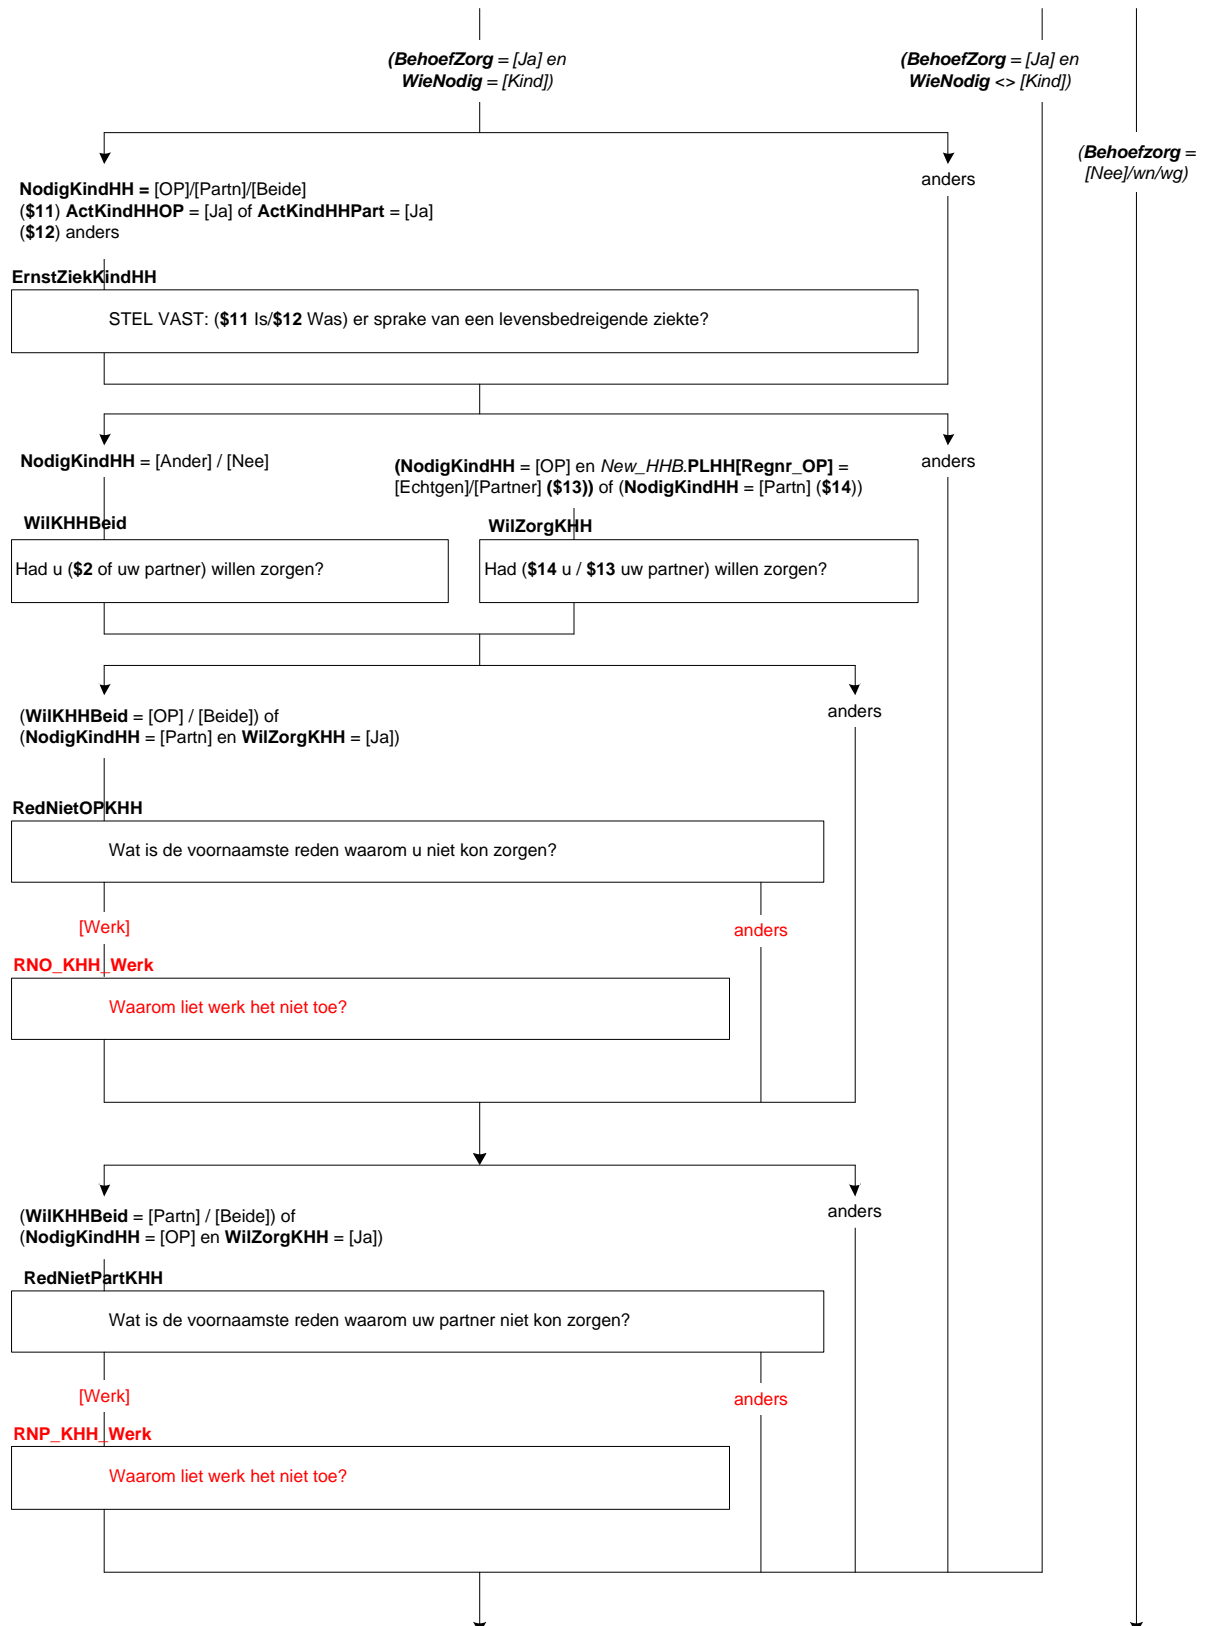 (BehoefZorg = [Ja] en
WieNodig = [Kind])
(BehoefZorg = [Ja] en
WieNodig <> [Kind])
(Behoefzorg =
[Nee]/wn/wg)
NodigKindHH = [OP]/[Partn]/[Beide]
($11) ActKindHHOP = [Ja] of ActKindHHPart = [Ja]
($12) anders
anders
ErnstZiekKindHH
STEL VAST: ($11 Is/$12 Was) er sprake van een levensbedreigende ziekte?
NodigKindHH = [Ander] / [Nee]
(NodigKindHH = [OP] en New_HHB.PLHH[Regnr_OP] =
[Echtgen]/[Partner] ($13)) of (NodigKindHH = [Partn] ($14))
anders
WilKHHBeid
Had u ($2 of uw partner) willen zorgen?
WilZorgKHH
Had ($14 u / $13 uw partner) willen zorgen?
(WilKHHBeid = [OP] / [Beide]) of
(NodigKindHH = [Partn] en WilZorgKHH = [Ja])
anders
RedNietOPKHH
Wat is de voornaamste reden waarom u niet kon zorgen?
[Werk]
anders
RNO_KHH_Werk
Waarom liet werk het niet toe?
(WilKHHBeid = [Partn] / [Beide]) of
(NodigKindHH = [OP] en WilZorgKHH = [Ja])
anders
RedNietPartKHH
Wat is de voornaamste reden waarom uw partner niet kon zorgen?
[Werk]
anders
RNP_KHH_Werk
Waarom liet werk het niet toe?